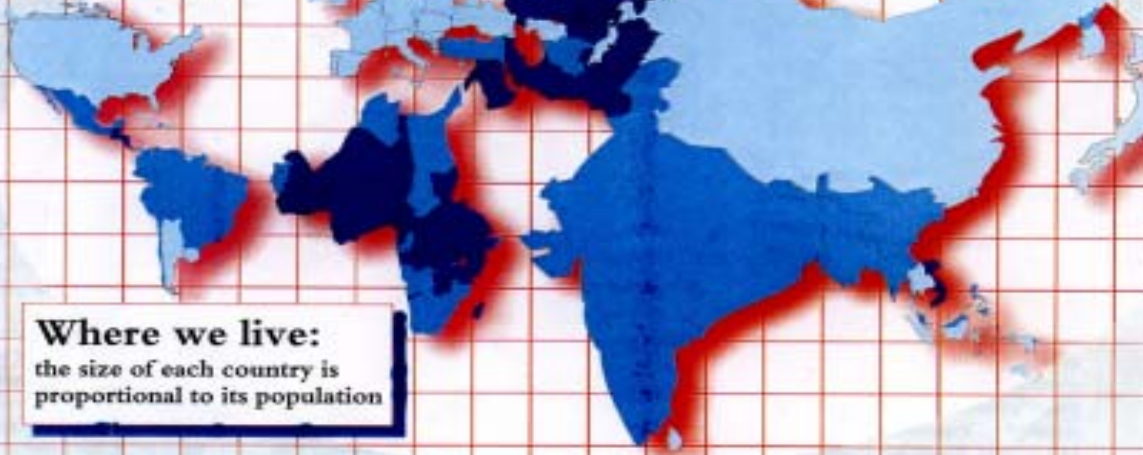 Where we live:
the size of each country is
proportional to its population